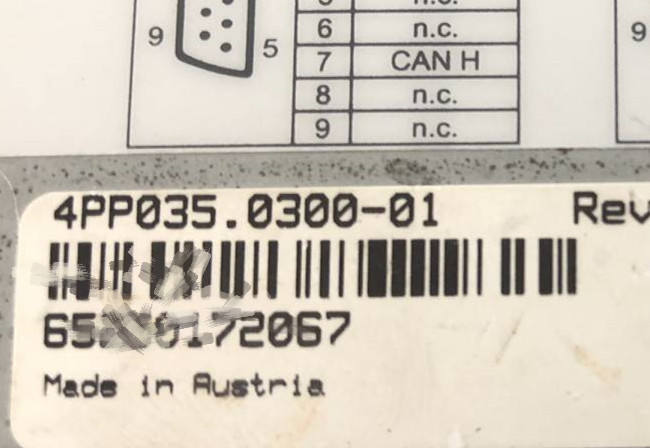 6 n.c.
9 5 7 CAN H 9
8 n.c.
9 n.c.
4PP035.0300-01 Rev
Made in Austria